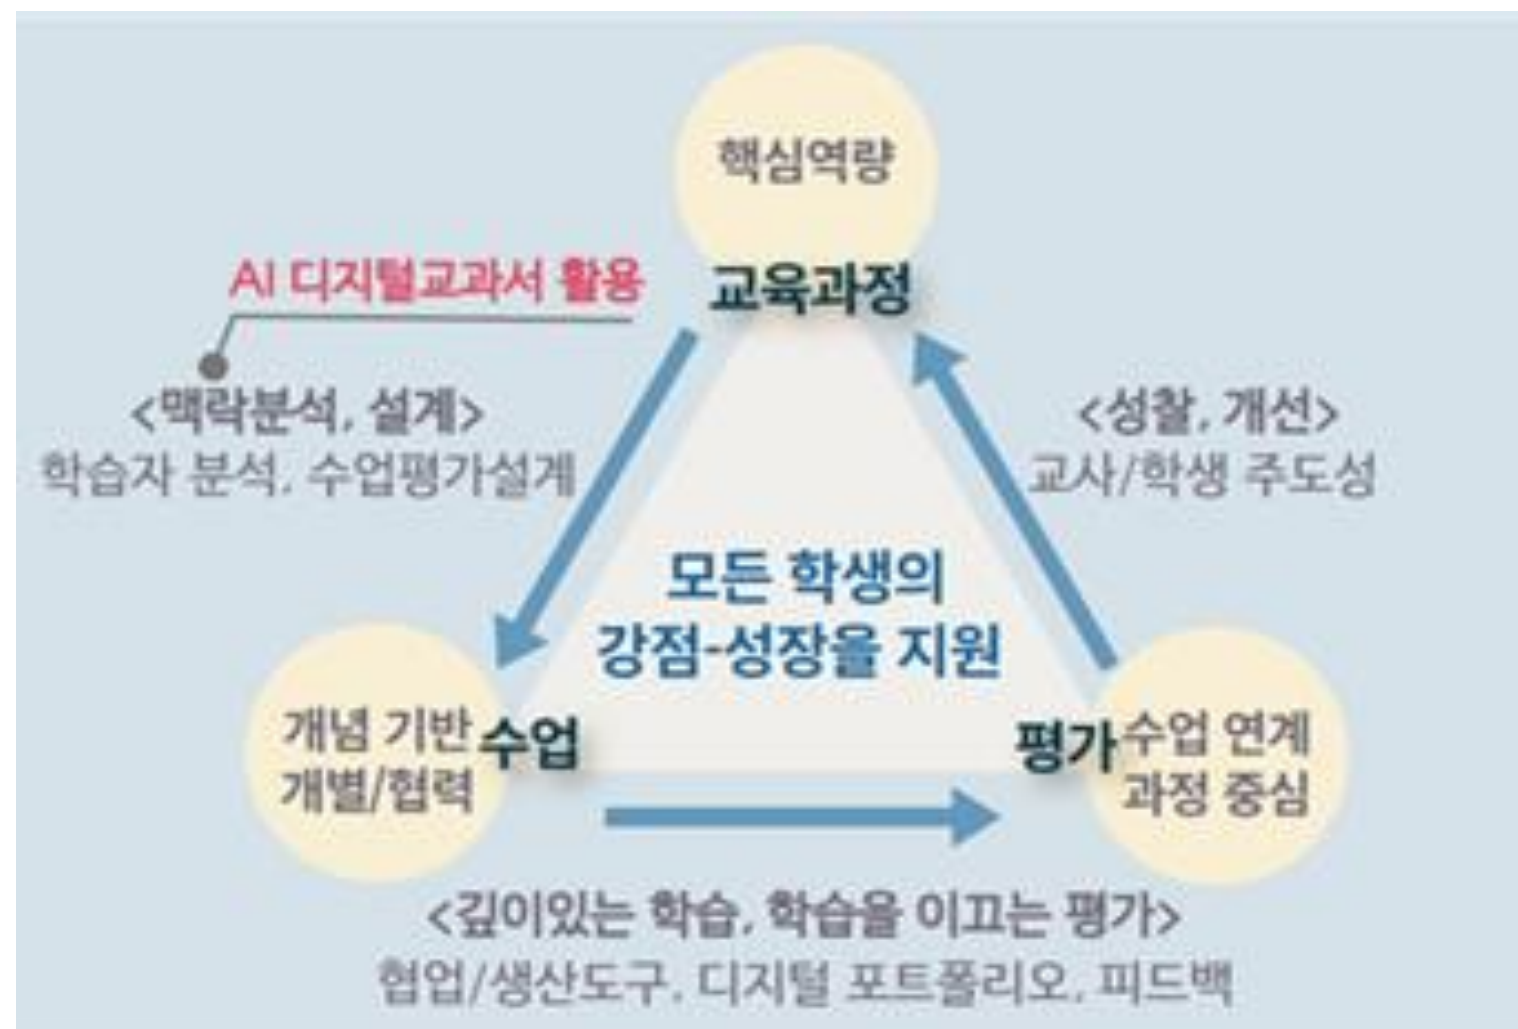 핵심역량
교육과정
AI 디지털교과서 활용
<맥락분석, 설계>
학습자 분석, 수업평가설계
<성찰, 개선>
교사/학생 주도성
모든 학생의
강점-성장을 지원
개념 기반
개별/협력
수업
평가
수업 연계
과정 중심
<깊이있는 학습, 학습을 이끄는 평가>
협업/생산도구, 디지털 포트폴리오, 피드백